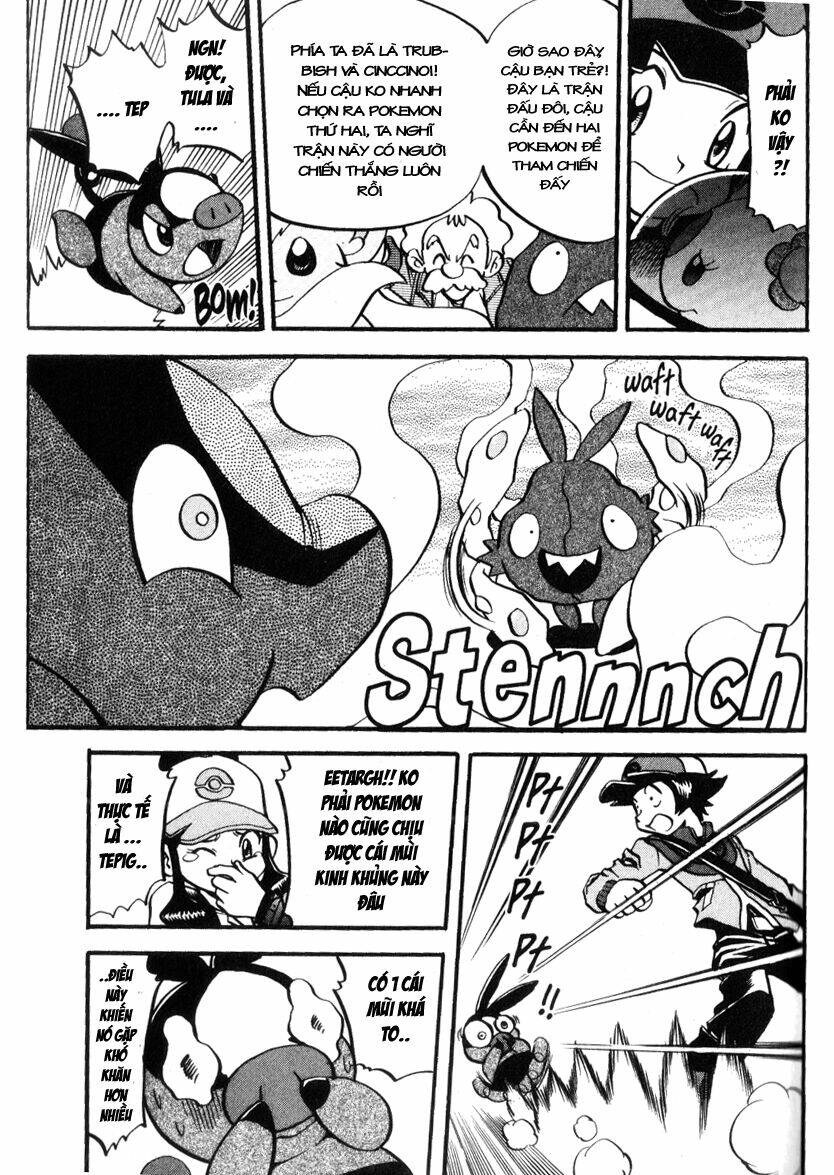 PHẢI
KO VẬY
?!
GIỜ SAO ĐÂY
CẬU BẠN TRẺ?!
ĐÂY LÀ TRẬN
ĐẤU ĐÔI, CẬU
CẦN ĐẾN HAI
POKEMON ĐỂ
THAM CHIẾN
ĐẤY
PHÍA TA ĐÃ LÀ TRUB-
BISH VÀ CINCCINO!
NẾU CẬU KO NHANH
CHỌN RA POKEMON
THỨ HAI, TA NGHĨ
TRẬN NÀY CÓ NGƯỜI
CHIẾN THẮNG LUÔN
RỒI
NGN!
ĐƯỢC,
TULA VÀ
....
.... TEP
BOM!
waft
waft waft
Stènnnch
Pt
Pt
Pt
Pt
Pt
!!
EETARGH!! KO
PHẢI POKEMON
NÀO CŨNG CHỊU
ĐƯỢC CÁI MÙI
KINH KHỦNG NÀY
ĐÂU
VÀ
THỰC TẾ
LÀ ...
TEPIG..
CÓ 1 CÁI
MŨI KHÁ
TO..
..ĐIỀU
NÀY
KHIẾN
NÓ GẶP
KHÓ
KHĂN HƠN
NHIỀU